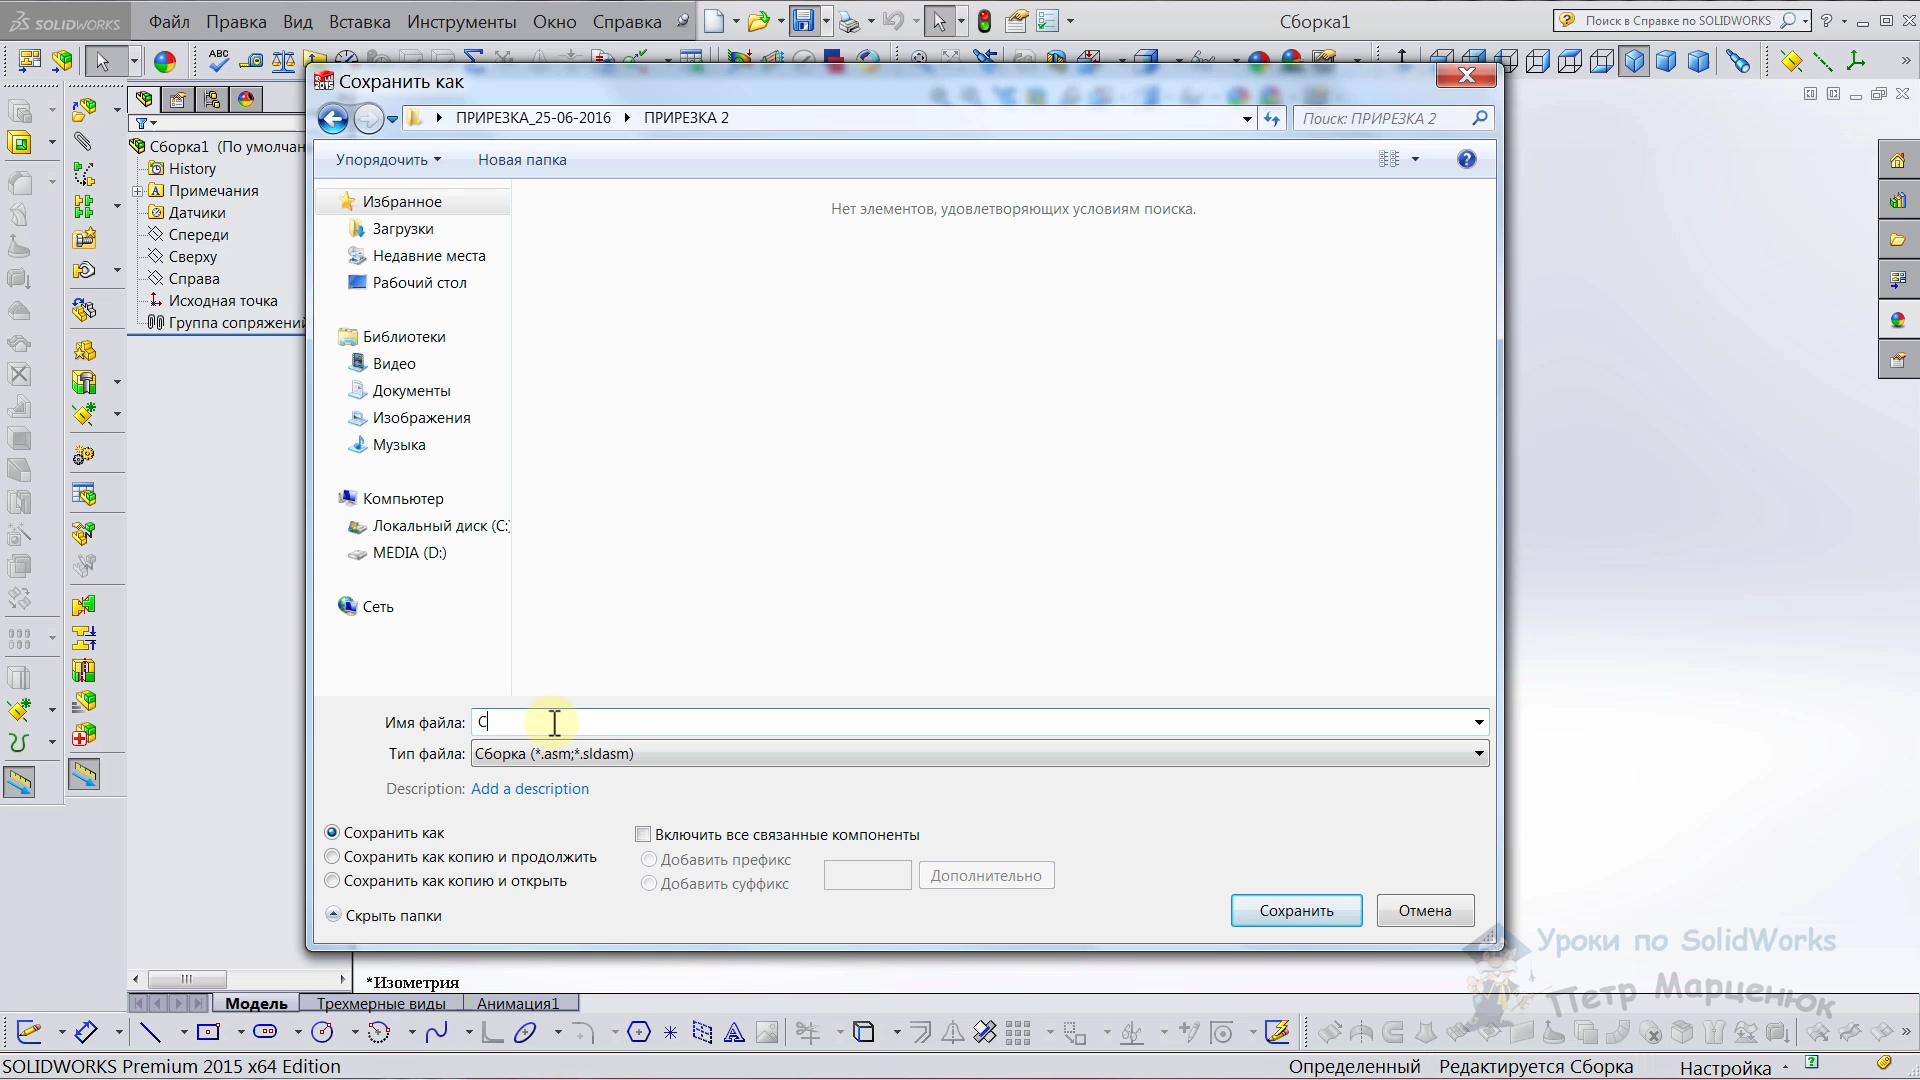 SOLIDWORKS
Файл Правка Вид Вставка Инструменты Окно Справка
Сборка1
Поиск в Справке по SOLIDWORKS
ABC
Сохранить как
ПРИРЕЗКА_25-06-2016
ПРИРЕЗКА 2
Поиск: ПРИРЕЗКА 2
Упорядочить
Новая папка
Сборка1 (По умолчан
History
Примечания
Датчики
Спереди
Сверху
Справа
Исходная точка
Группа сопряжений
Избранное
Загрузки
Недавние места
Рабочий стол
Библиотеки
Видео
Документы
Изображения
Музыка
Компьютер
Локальный диск (C:)
MEDIA (D:)
Сеть
Нет элементов, удовлетворяющих условиям поиска.
Имя файла: С
Тип файла: Сборка (*.asm;*.sldasm)
Description: Add a description
Сохранить как
Сохранить как копию и продолжить
Сохранить как копию и открыть
Включить все связанные компоненты
Добавить префикс
Добавить суффикс
Дополнительно
Скрыть папки
Сохранить
Отмена
Уроки по SolidWorks
Петр Марценюк
*Изометрия
Модель Трехмерные виды Анимация1
SOLIDWORKS Premium 2015 x64 Edition
Определенный Редактируется Сборка Настройка